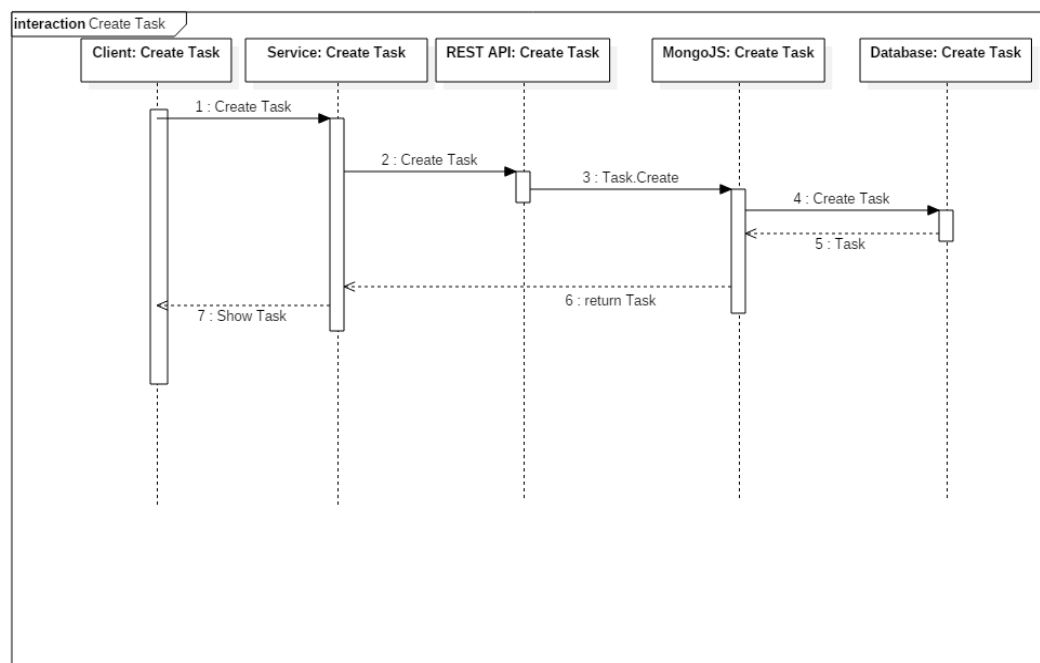 interaction Create Task
Client: Create Task
Service: Create Task
REST API: Create Task
MongoJS: Create Task
Database: Create Task
1 : Create Task
2 : Create Task
3 : Task.Create
4 : Create Task
5 : Task
6 : return Task
7 : Show Task